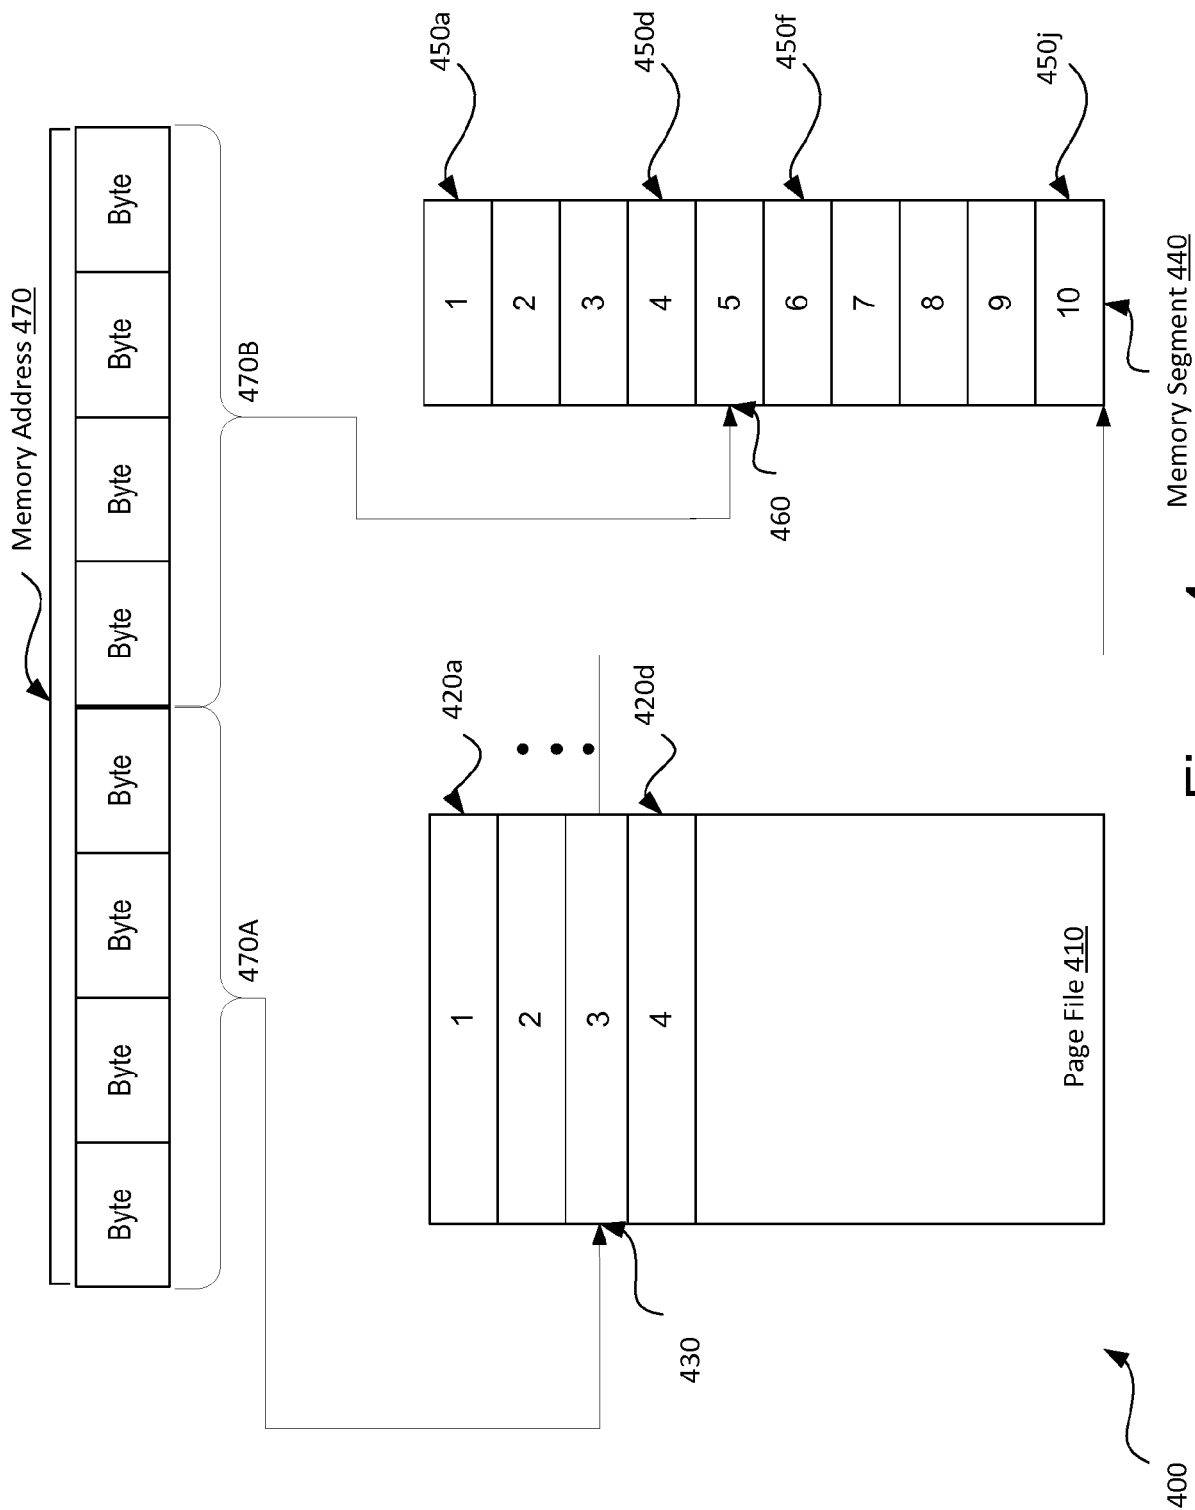 Memory Address 470
Byte Byte Byte Byte Byte Byte Byte Byte
470A 470B
1 420a 1 450a
2 2
3 3
4 420d 4 450d
430 5
460
6 450f
7
8
9
Page File 410 10 450j
400 Memory Segment 440